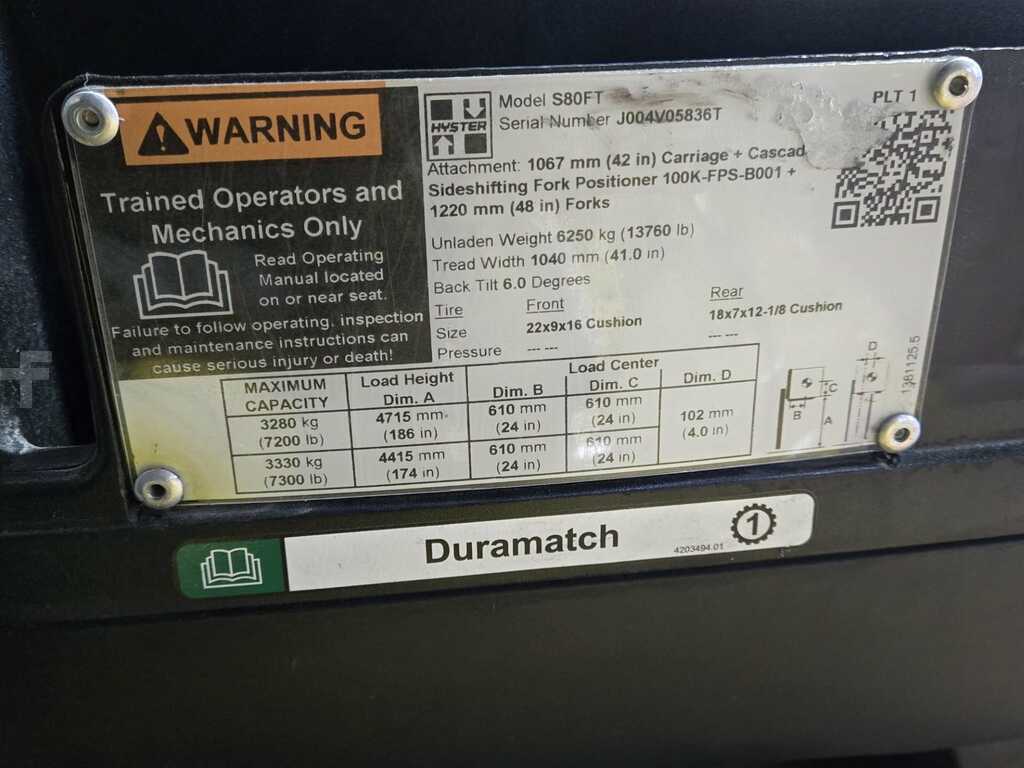 WARNING
Trained Operators and
Mechanics Only
Read Operating
Manual located
on or near seat.
Failure to follow operating, inspection
and maintenance instructions can
cause serious injury or death!
HYSTER
Model S80FT
Serial Number J004V05836T
PLT 1
Attachment: 1067 mm (42 in) Carriage + Cascad
Sideshifting Fork Positioner 100K-FPS-B001 +
1220 mm (48 in) Forks
Unladen Weight 6250 kg (13760 lb)
Tread Width 1040 mm (41.0 in)
Back Tilt 6.0 Degrees
Tire Front Rear
Size 22x9x16 Cushion 18x7x12-1/8 Cushion
Pressure --- --- --- ---
MAXIMUM CAPACITY Load Height Dim. A Load Center Dim. B Dim. C Dim. D
3280 kg (7200 lb) 4715 mm (186 in) 610 mm (24 in) 610 mm (24 in) 102 mm (4.0 in)
3330 kg (7300 lb) 4415 mm (174 in) 610 mm (24 in) 610 mm (24 in)
B A C D
1381125.5
Duramatch
4203494.01
1